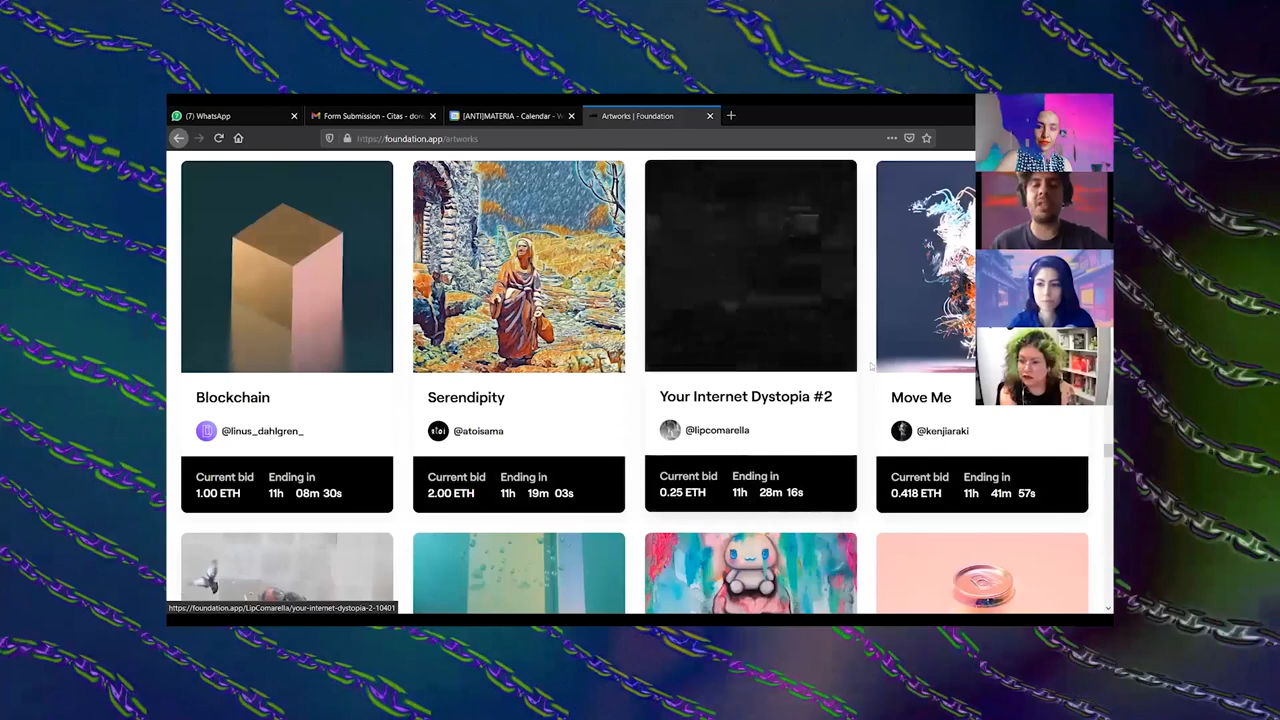 (7) WhatsApp
Form Submission - Citas - dor
[ANTI]MATERIA - Calendar - W
Artworks | Foundation
https://foundation.app/artworks
Blockchain
@linus_dahlgren_
Current bid
Ending in
1.00 ETH
11h 08m 30s
Serendipity
atoi
@atoisama
Current bid
Ending in
2.00 ETH
11h 19m 03s
Your Internet Dystopia #2
@lipcomarella
Current bid
Ending in
0.25 ETH
11h 28m 16s
Move Me
@kenjiaraki
Current bid
Ending in
0.418 ETH
11h 41m 57s
https://foundation.app/LipComarella/your-internet-dystopia-2-10401